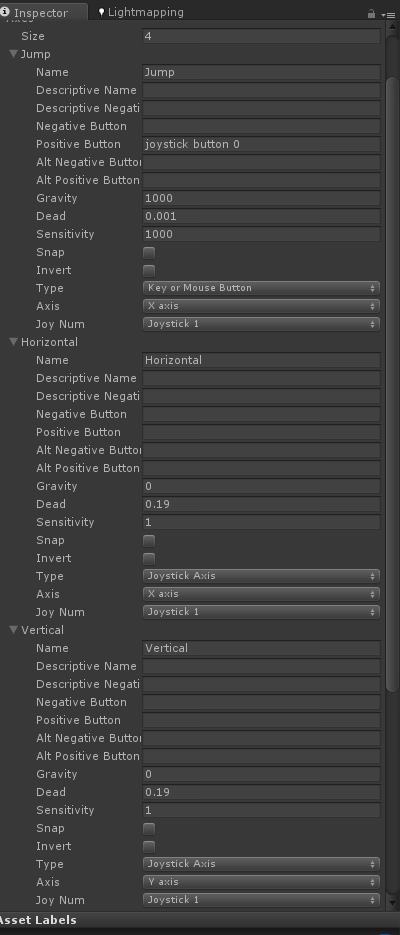 Inspector Lightmapping
Axes
Size 4
Jump
Name Jump
Descriptive Name
Descriptive Negati
Negative Button
Positive Button joystick button 0
Alt Negative Button
Alt Positive Button
Gravity 1000
Dead 0.001
Sensitivity 1000
Snap
Invert
Type Key or Mouse Button
Axis X axis
Joy Num Joystick 1
Horizontal
Name Horizontal
Descriptive Name
Descriptive Negati
Negative Button
Positive Button
Alt Negative Button
Alt Positive Button
Gravity 0
Dead 0.19
Sensitivity 1
Snap
Invert
Type Joystick Axis
Axis X axis
Joy Num Joystick 1
Vertical
Name Vertical
Descriptive Name
Descriptive Negati
Negative Button
Positive Button
Alt Negative Button
Alt Positive Button
Gravity 0
Dead 0.19
Sensitivity 1
Snap
Invert
Type Joystick Axis
Axis Y axis
Joy Num Joystick 1
Asset Labels